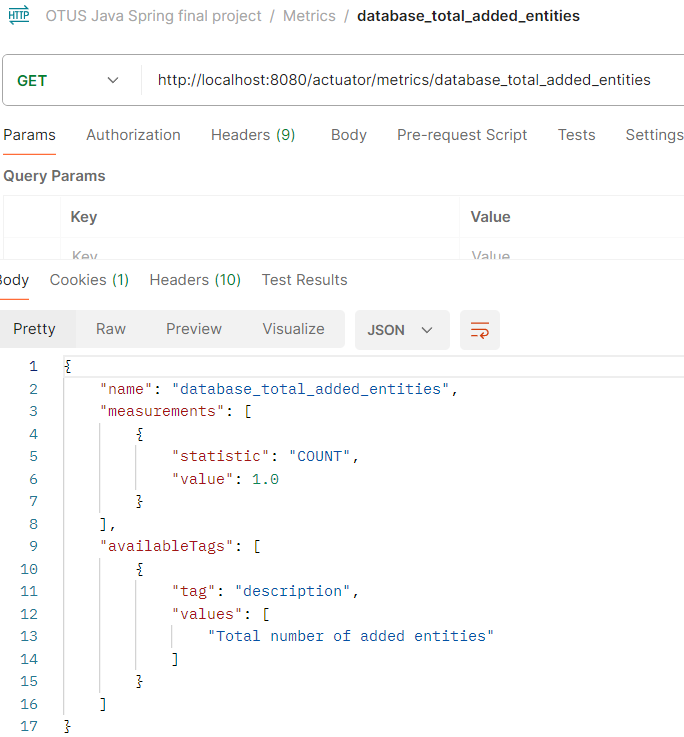 HTTP OTUS Java Spring final project / Metrics / database_total_added_entities
GET http://localhost:8080/actuator/metrics/database_total_added_entities
Params Authorization Headers (9) Body Pre-request Script Tests Settings
Query Params
Key Value
Key Value
Body Cookies (1) Headers (10) Test Results
Pretty Raw Preview Visualize JSON
1 {
2 "name": "database_total_added_entities",
3 "measurements": [
4 {
5 "statistic": "COUNT",
6 "value": 1.0
7 }
8 ],
9 "availableTags": [
10 {
11 "tag": "description",
12 "values": [
13 "Total number of added entities"
14 ]
15 }
16 ]
17 }